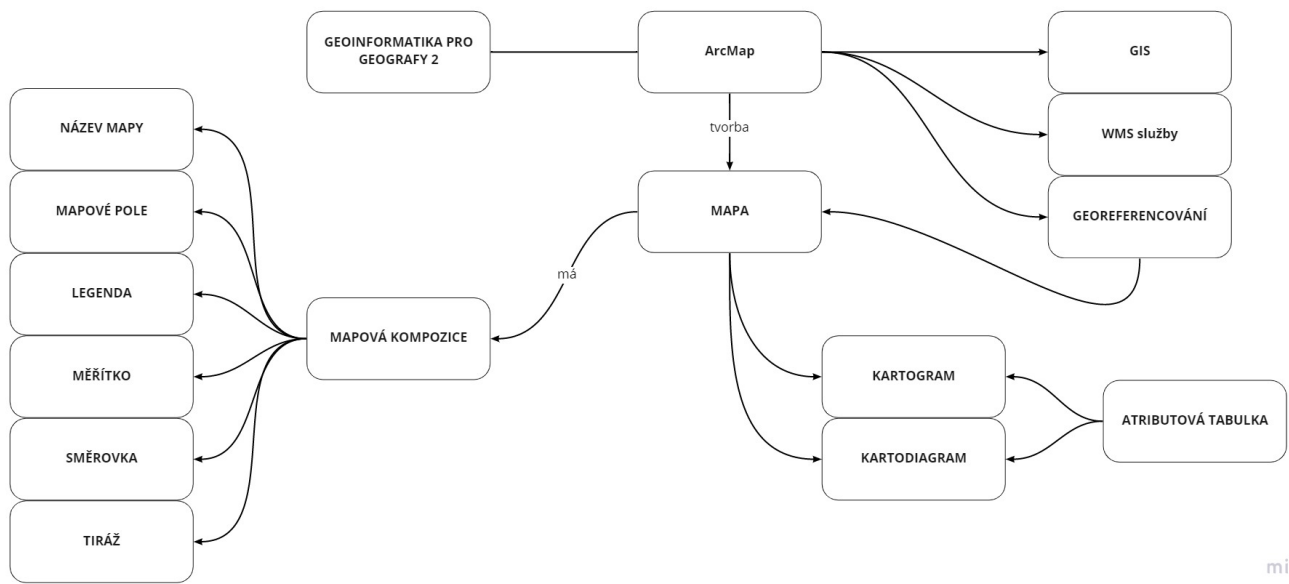 GEOINFORMATIKA PRO
GEOGRAFY 2
ArcMap
GIS
WMS služby
GEOREFERENCOVÁNÍ
tvorba
MAPA
má
MAPOVÁ KOMPOZICE
NÁZEV MAPY
MAPOVÉ POLE
LEGENDA
MĚŘÍTKO
SMĚROVKA
TIRÁŽ
KARTOGRAM
KARTODIAGRAM
ATRIBUTOVÁ TABULKA
mi